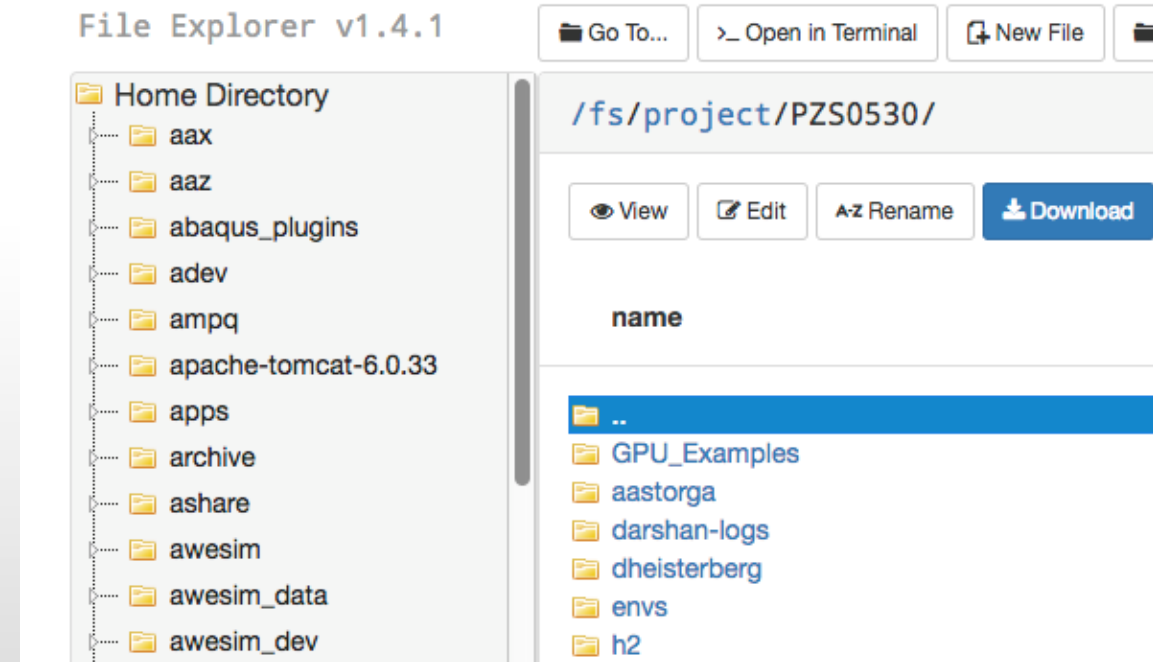 File Explorer v1.4.1
Go To...
>_ Open in Terminal
New File
Home Directory
aax
aaz
abaqus_plugins
adev
ampq
apache-tomcat-6.0.33
apps
archive
ashare
awesim
awesim_data
awesim_dev
/fs/project/PZS0530/
View
Edit
A-Z Rename
Download
name
..
GPU_Examples
aastorga
darshan-logs
dheisterberg
envs
h2